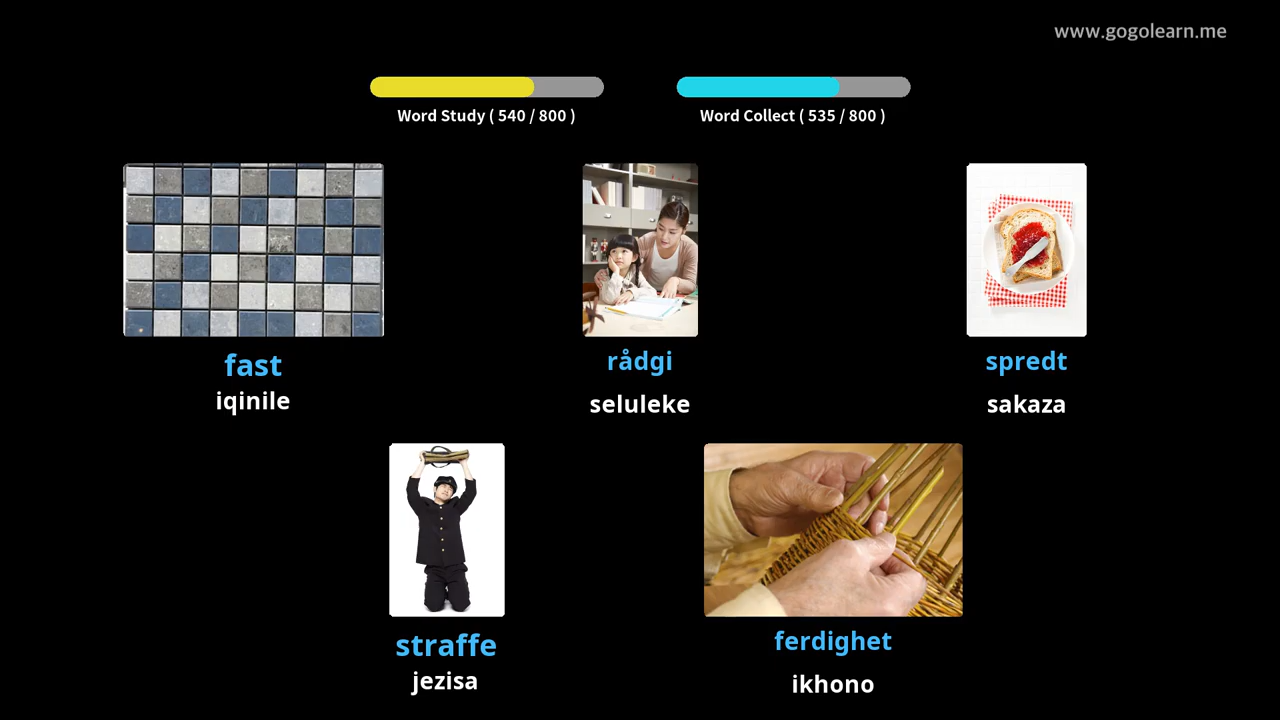 www.gogolearn.me
Word Study ( 540 / 800 )
Word Collect ( 535 / 800 )
fast
iqinile
rådgi
seluleke
spredt
sakaza
straffe
jezisa
ferdighet
ikhono